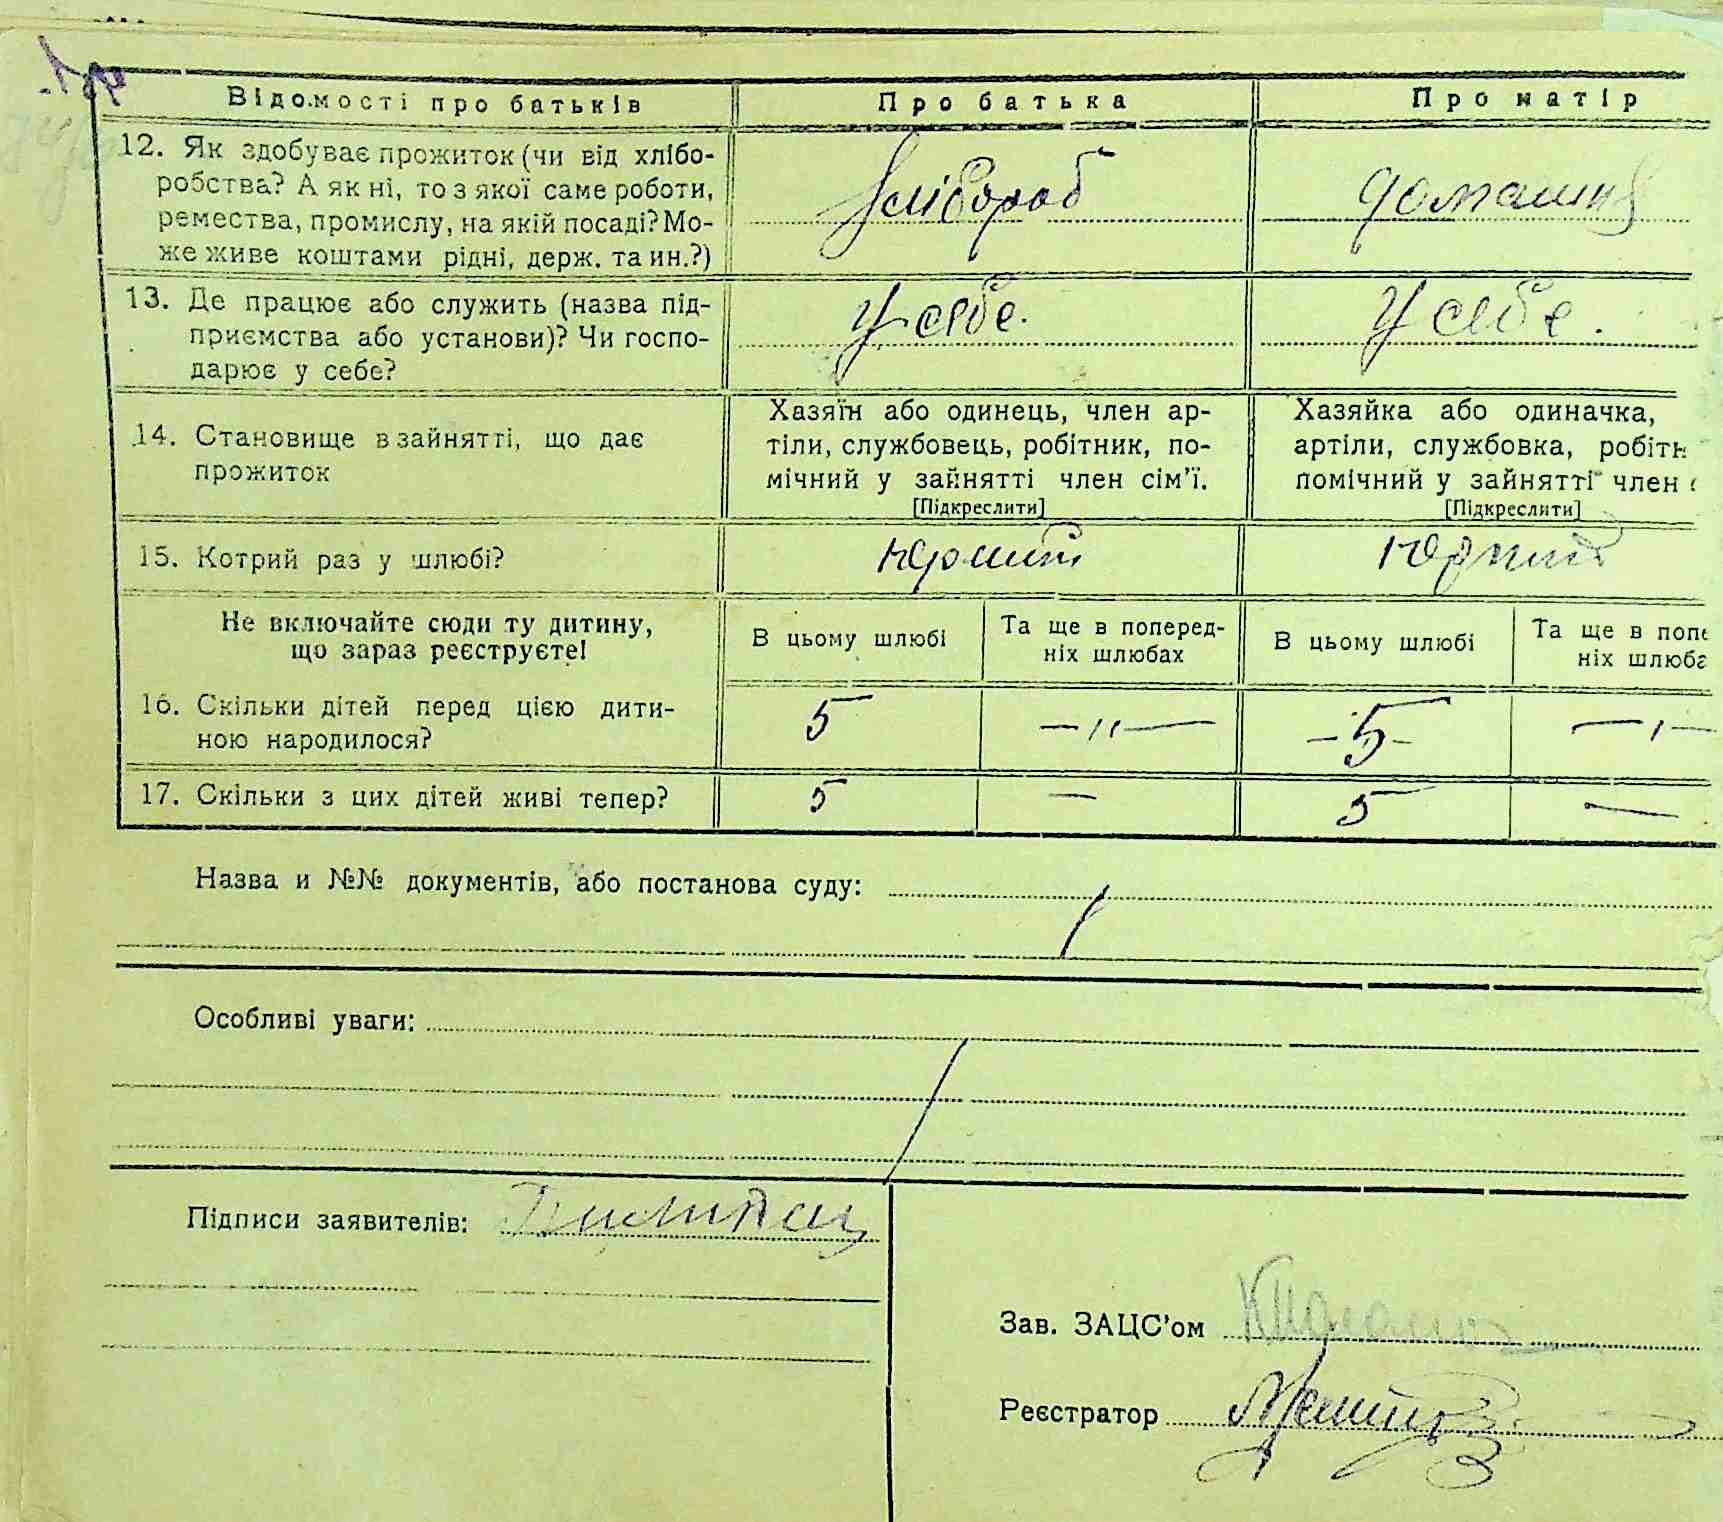 Відомості про батьків Про батька Про матір
12. Як здобуває прожиток (чи від хлібо-
робства? А як ні, то з якої саме роботи,
ремества, промислу, на якій посаді? Мо-
же живе коштами рідні, держ. та ин.?)
Хлібороб
домашня
13. Де працює або служить (назва під-
приємства або установи)? Чи госпо-
дарює у себе?
У себе.
У себе.
14. Становище в зайнятті, що дає
прожиток
Хазяїн або одинець, член ар-
тіли, службовець, робітник, по-
мічний у зайнятті член сім'ї.
[Підкреслити]
Хазяйка або одиначка,
артіли, службовка, робітн
помічний у зайнятті член
[Підкреслити]
15. Котрий раз у шлюбі?
Не включайте сюди ту дитину,
що зараз реєструєте!
В цьому шлюбі
Та ще в поперед-
ніх шлюбах
В цьому шлюбі
Та ще в попе
ніх шлюба
16. Скільки дітей перед цією дити-
ною народилося?
5 —〃— –5– —〃—
17. Скільки з цих дітей живі тепер? 5 — 5 —
Назва и №№ документів, або постанова суду:
Особливі уваги:
Підписи заявителів:
Зав. ЗАЦС'ом
Реєстратор